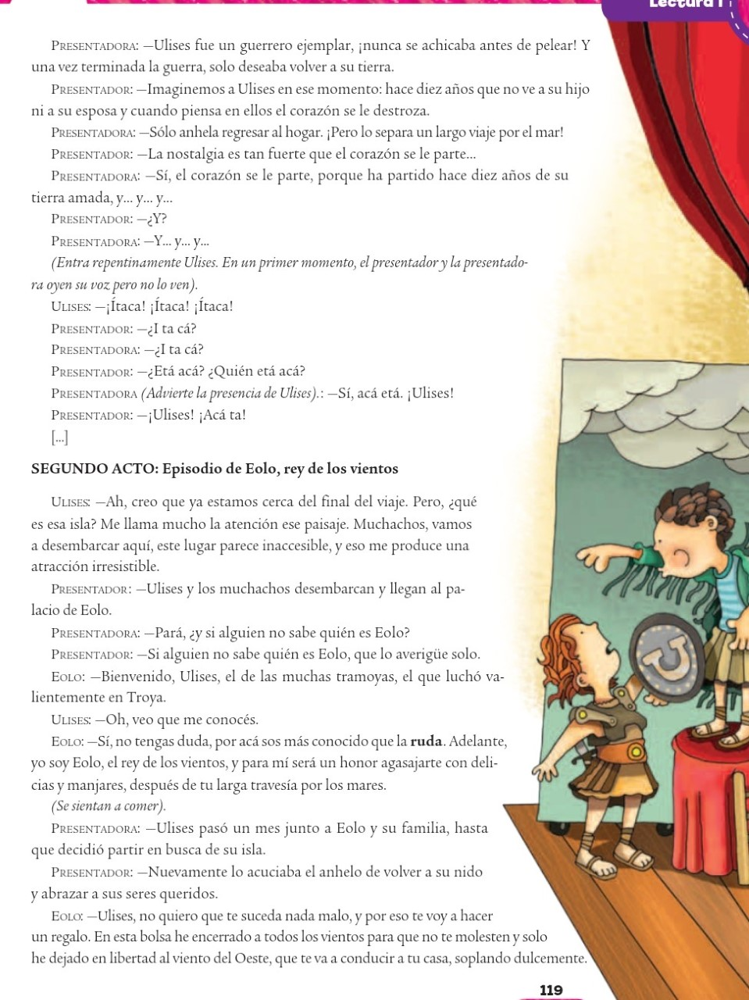 Lectura 1
PRESENTADORA: —Ulises fue un guerrero ejemplar, ¡nunca se achicaba antes de pelear! Y
una vez terminada la guerra, solo deseaba volver a su tierra.
PRESENTADOR: —Imaginemos a Ulises en ese momento: hace diez años que no ve a su hijo
ni a su esposa y cuando piensa en ellos el corazón se le destroza.
PRESENTADORA: —Sólo anhela regresar al hogar. ¡Pero lo separa un largo viaje por el mar!
PRESENTADOR: —La nostalgia es tan fuerte que el corazón se le parte...
PRESENTADORA: —Sí, el corazón se le parte, porque ha partido hace diez años de su
tierra amada, y... y... y...
PRESENTADOR: —¿Y?
PRESENTADORA: —Y... y... y...
(Entra repentinamente Ulises. En un primer momento, el presentador y la presentado-
ra oyen su voz pero no lo ven).
ULISES: —¡Ítaca! ¡Ítaca! ¡Ítaca!
PRESENTADOR: —¿I ta cá?
PRESENTADORA: —¿I ta cá?
PRESENTADOR: —¿Etá acá? ¿Quién etá acá?
PRESENTADORA (Advierte la presencia de Ulises).: —Sí, acá etá. ¡Ulises!
PRESENTADOR: —¡Ulises! ¡Acá ta!
[...]
SEGUNDO ACTO: Episodio de Eolo, rey de los vientos
ULISES: —Ah, creo que ya estamos cerca del final del viaje. Pero, ¿qué
es esa isla? Me llama mucho la atención ese paisaje. Muchachos, vamos
a desembarcar aquí, este lugar parece inaccesible, y eso me produce una
atracción irresistible.
PRESENTADOR: —Ulises y los muchachos desembarcan y llegan al pa-
lacio de Eolo.
PRESENTADORA: —Pará, ¿y si alguien no sabe quién es Eolo?
PRESENTADOR: —Si alguien no sabe quién es Eolo, que lo averigüe solo.
EOLO: —Bienvenido, Ulises, el de las muchas tramoyas, el que luchó va-
lientemente en Troya.
ULISES: —Oh, veo que me conocés.
EOLO: —Sí, no tengas duda, por acá sos más conocido que la ruda. Adelante,
yo soy Eolo, el rey de los vientos, y para mí será un honor agasajarte con deli-
cias y manjares, después de tu larga travesía por los mares.
(Se sientan a comer).
PRESENTADORA: —Ulises pasó un mes junto a Eolo y su familia, hasta
que decidió partir en busca de su isla.
PRESENTADOR: —Nuevamente lo acuciaba el anhelo de volver a su nido
y abrazar a sus seres queridos.
EOLO: —Ulises, no quiero que te suceda nada malo, y por eso te voy a hacer
un regalo. En esta bolsa he encerrado a todos los vientos para que no te molesten y solo
he dejado en libertad al viento del Oeste, que te va a conducir a tu casa, soplando dulcemente.
U
119